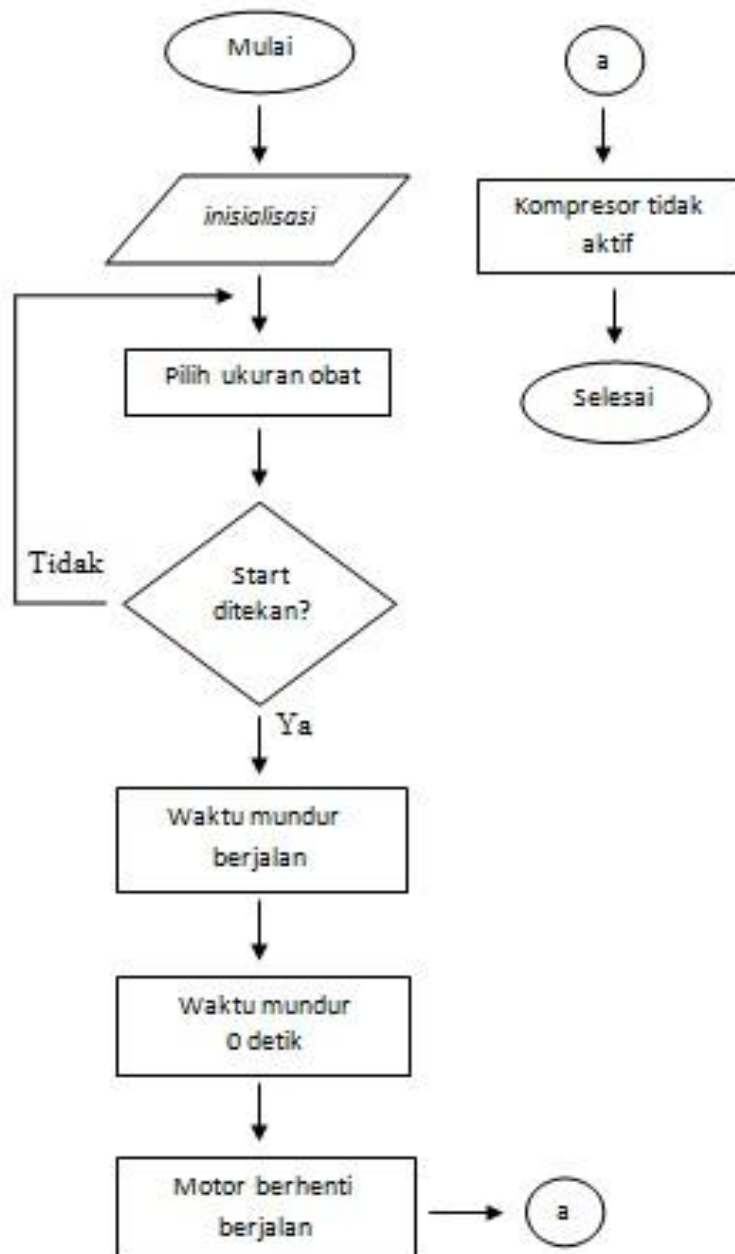 Mulai
inisialisasi
Pilih ukuran obat
Tidak
Start
ditekan?
Ya
Waktu mundur
berjalan
Waktu mundur
0 detik
Motor berhenti
berjalan
a
a
Kompresor tidak
aktif
Selesai